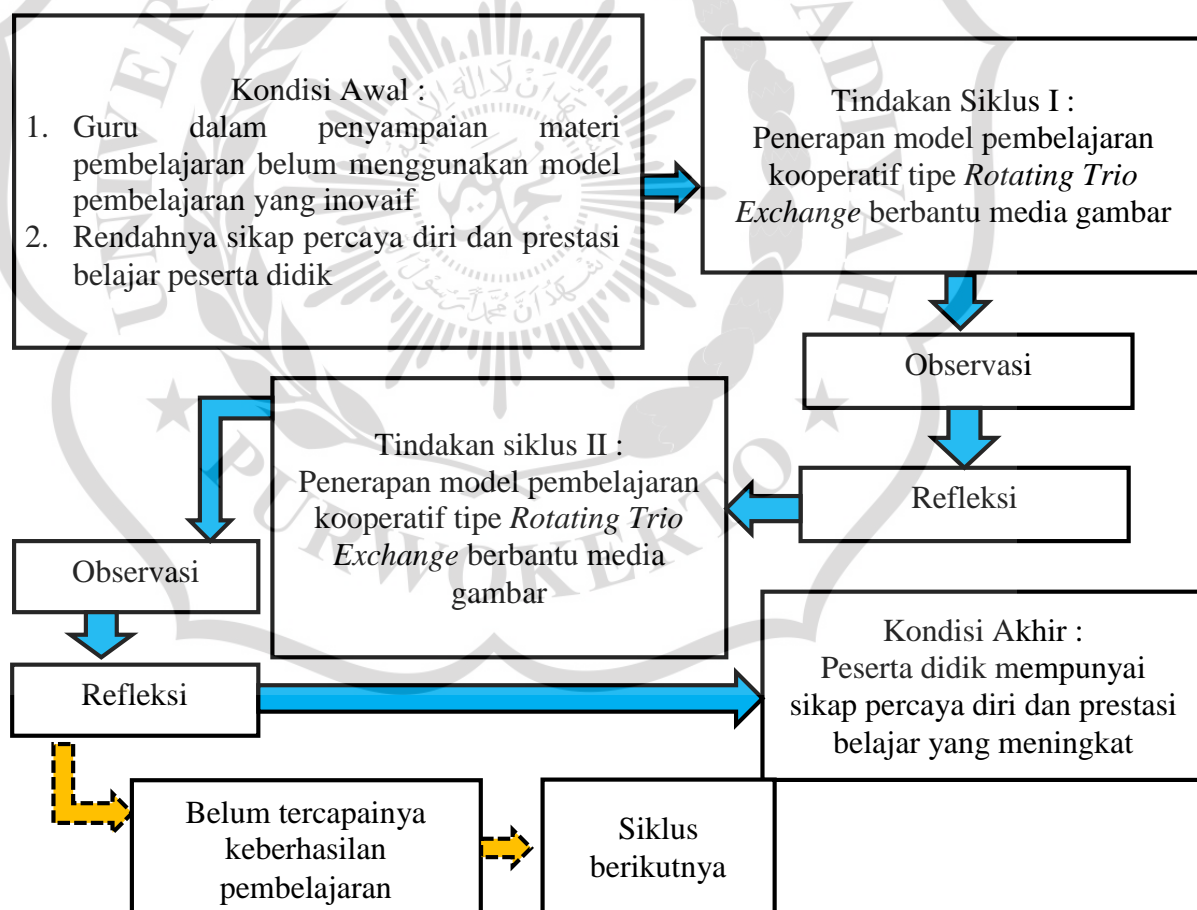 Kondisi Awal :
1. Guru dalam penyampaian materi
pembelajaran belum menggunakan model
pembelajaran yang inovaif
2. Rendahnya sikap percaya diri dan prestasi
belajar peserta didik
Tindakan Siklus I :
Penerapan model pembelajaran
kooperatif tipe Rotating Trio
Exchange berbantu media gambar
Observasi
Refleksi
Tindakan siklus II :
Penerapan model pembelajaran
kooperatif tipe Rotating Trio
Exchange berbantu media
gambar
Observasi
Refleksi
Kondisi Akhir :
Peserta didik mempunyai
sikap percaya diri dan prestasi
belajar yang meningkat
Belum tercapainya
keberhasilan
pembelajaran
Siklus
berikutnya
PURWOKERTO